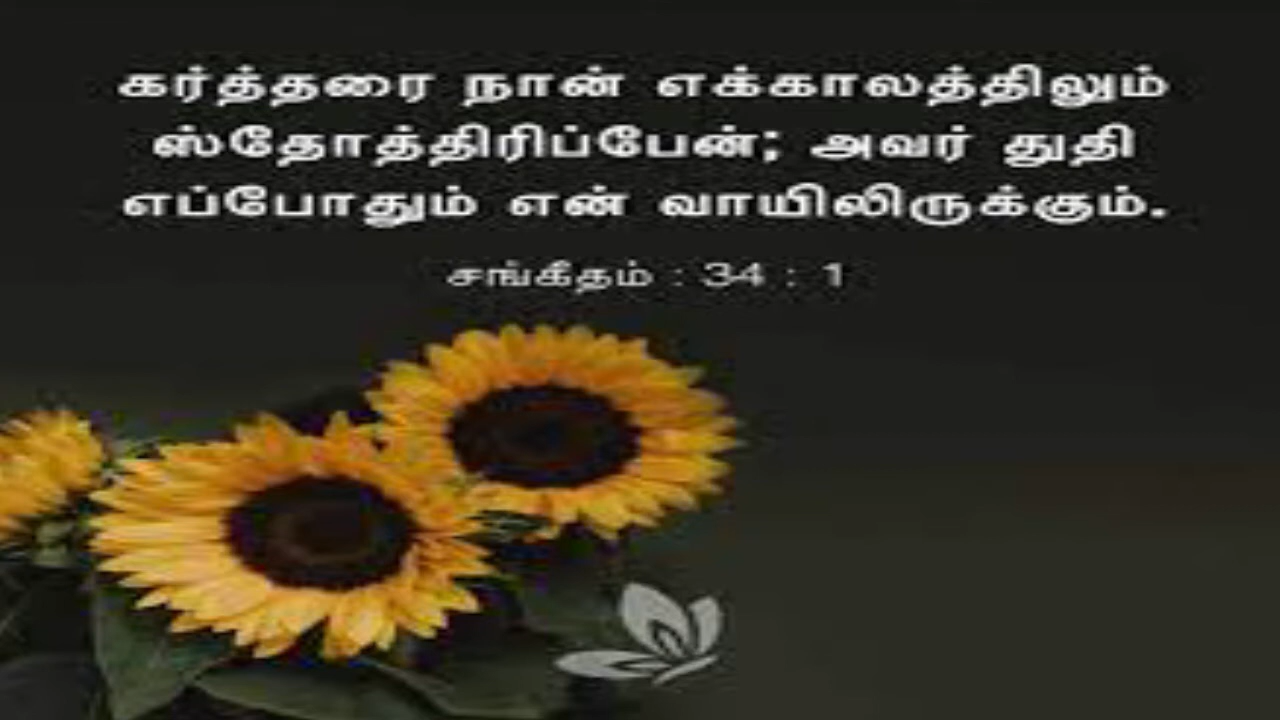 கர்த்தரை நான் எக்காலத்திலும்
ஸ்தோத்திரிப்பேன்; அவர் துதி
எப்போதும் என் வாயிலிருக்கும்.
சங்கீதம் : 34 : 1